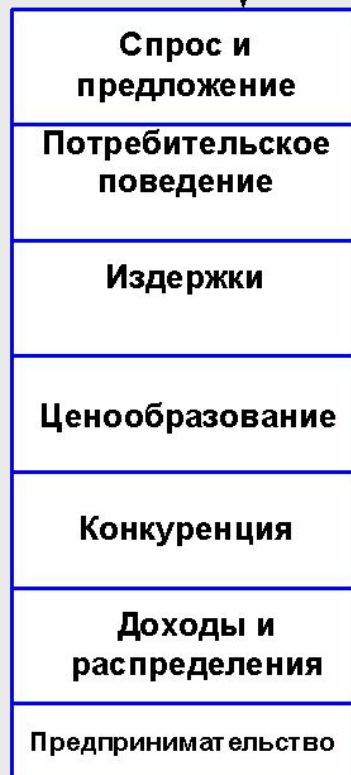 Спрос и
предложение
Потребительское
поведение
Издержки
Ценообразование
Конкуренция
Доходы и
распределения
Предпринимательство